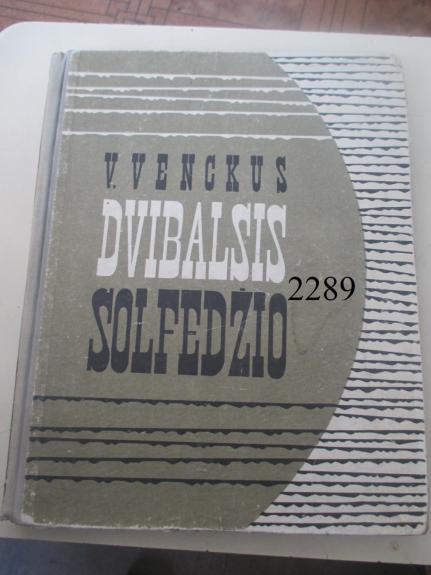 V. VENCKUS
DVIBALSIS
2289
SOLFEDŽIO